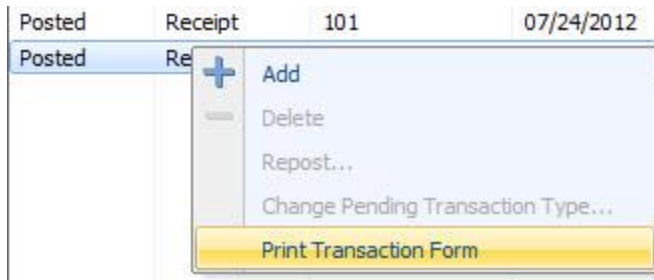 Posted Receipt 101 07/24/2012
Posted Re
Add
Delete
Repost...
Change Pending Transaction Type...
Print Transaction Form